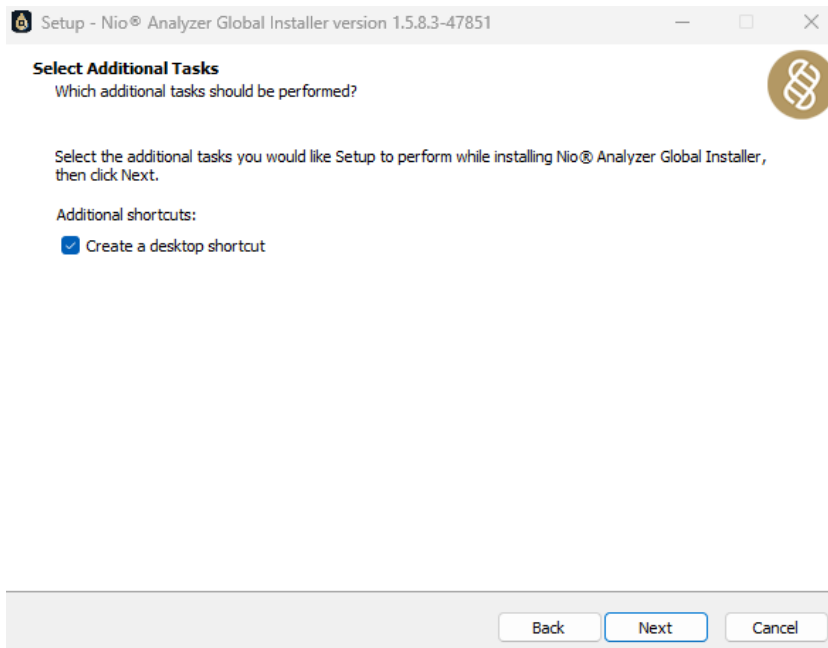 Setup - Nio® Analyzer Global Installer version 1.5.8.3-47851
Select Additional Tasks
Which additional tasks should be performed?
Select the additional tasks you would like Setup to perform while installing Nio® Analyzer Global Installer,
then click Next.
Additional shortcuts:
Create a desktop shortcut
Back
Next
Cancel